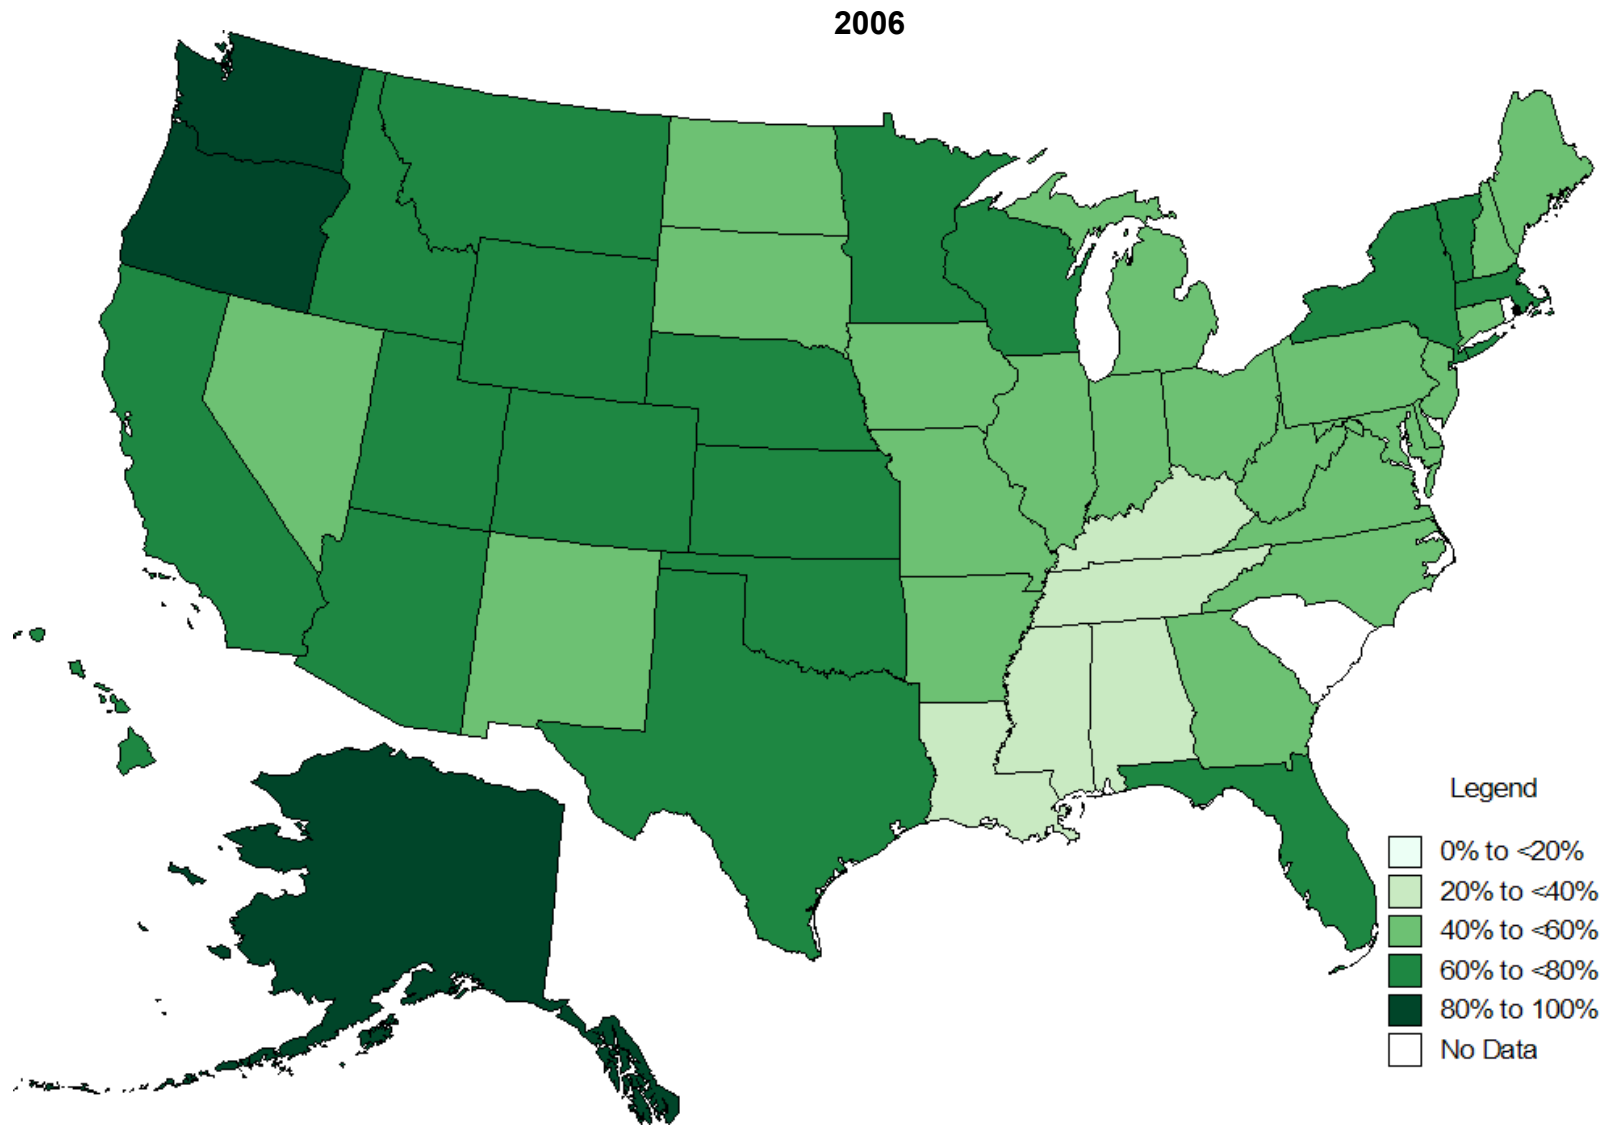 2006
Legend
0% to <20%
20% to <40%
40% to <60%
60% to <80%
80% to 100%
No Data